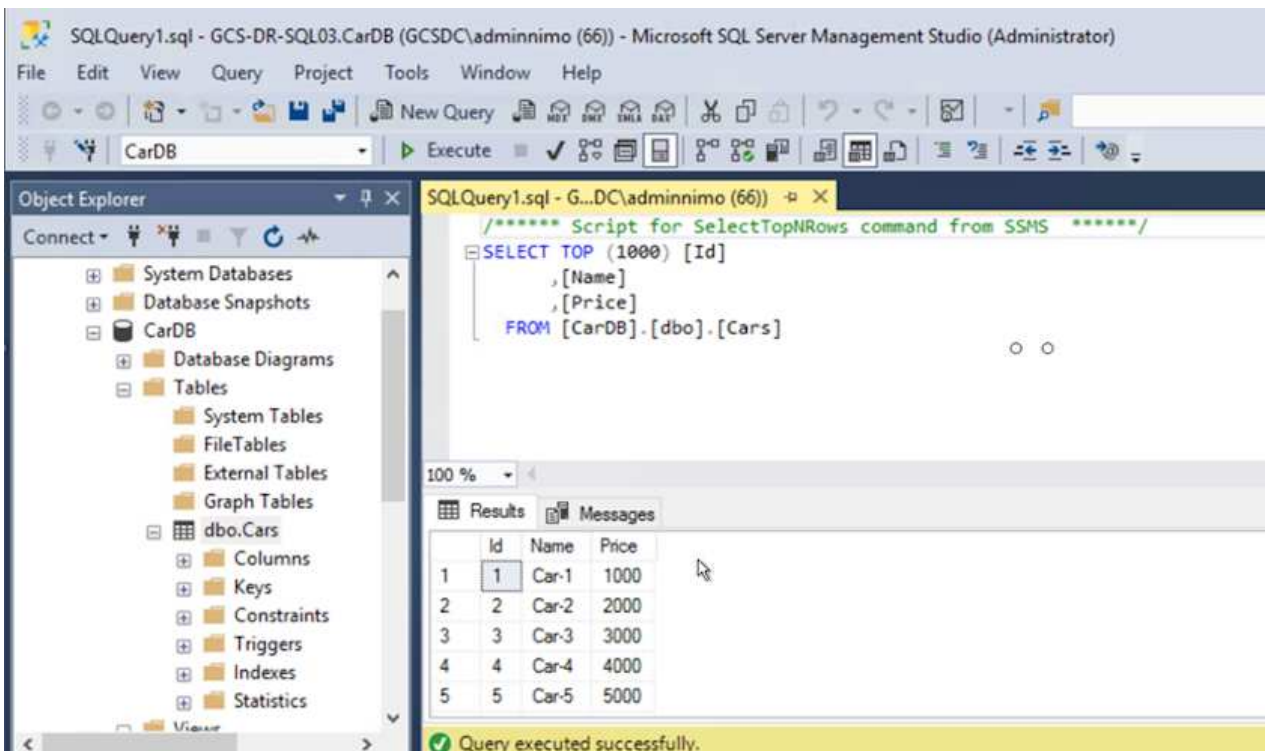 SQLQuery1.sql - GCS-DR-SQL03.CarDB (GCSDC\adminnimo (66)) - Microsoft SQL Server Management Studio (Administrator)
File Edit View Query Project Tools Window Help
New Query MDX DMX XMLA DAX
CarDB Execute
Object Explorer
Connect
System Databases
Database Snapshots
CarDB
Database Diagrams
Tables
System Tables
FileTables
External Tables
Graph Tables
dbo.Cars
Columns
Keys
Constraints
Triggers
Indexes
Statistics
Views
SQLQuery1.sql - G...DC\adminnimo (66))
/****** Script for SelectTopNRows command from SSMS ******/
SELECT TOP (1000) [Id]
,[Name]
,[Price]
FROM [CarDB].[dbo].[Cars]
100 %
Results Messages
Id Name Price
1 1 Car-1 1000
2 2 Car-2 2000
3 3 Car-3 3000
4 4 Car-4 4000
5 5 Car-5 5000
Query executed successfully.